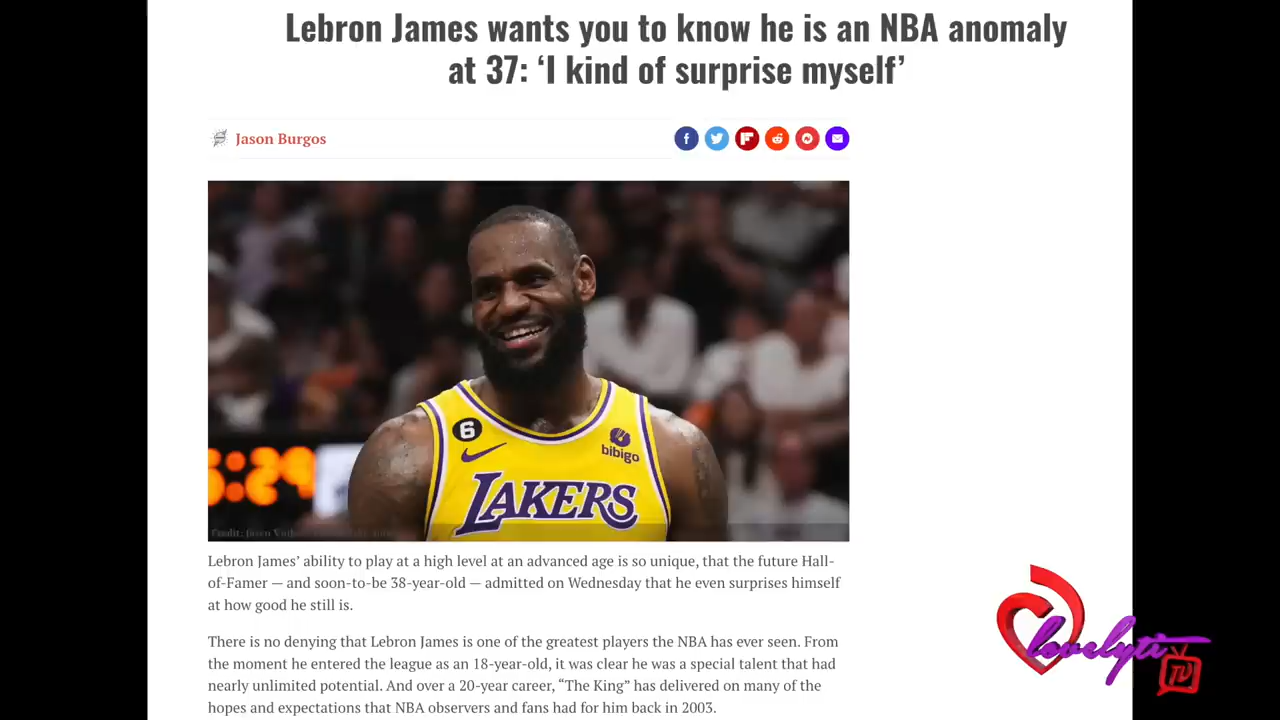 Lebron James wants you to know he is an NBA anomaly
at 37: ‘I kind of surprise myself’
Jason Burgos
5:29
6
bibigo
LAKERS
Lebron James’ ability to play at a high level at an advanced age is so unique, that the future Hall-
of-Famer — and soon-to-be 38-year-old — admitted on Wednesday that he even surprises himself
at how good he still is.
There is no denying that Lebron James is one of the greatest players the NBA has ever seen. From
the moment he entered the league as an 18-year-old, it was clear he was a special talent that had
nearly unlimited potential. And over a 20-year career, “The King” has delivered on many of the
hopes and expectations that NBA observers and fans had for him back in 2003.
lovelyti
TV